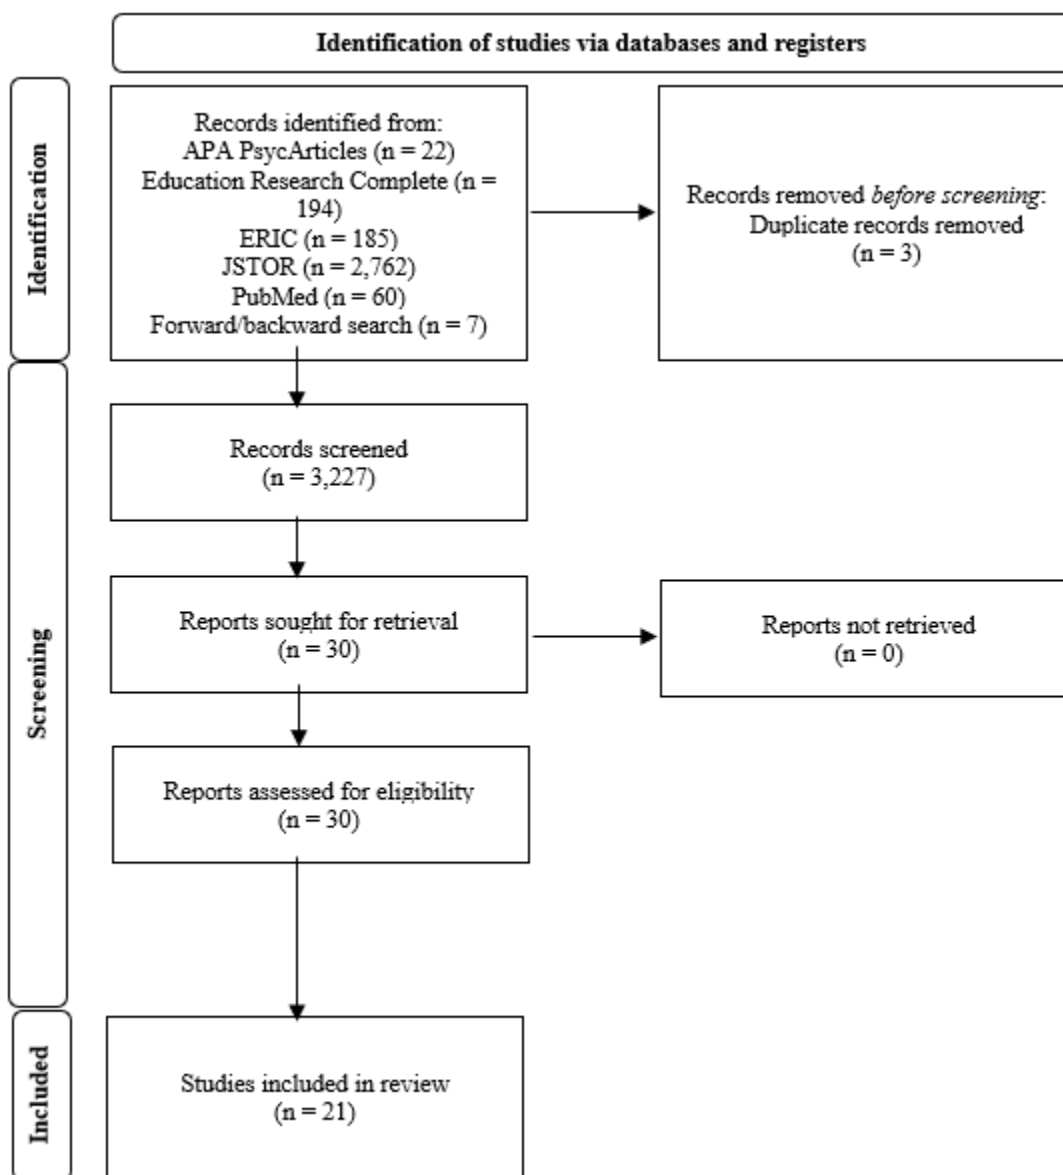 Identification of studies via databases and registers
Identification
Records identified from:
APA PsycArticles (n = 22)
Education Research Complete (n =
194)
ERIC (n = 185)
JSTOR (n = 2,762)
PubMed (n = 60)
Forward/backward search (n = 7)
Records removed before screening:
Duplicate records removed
(n = 3)
Screening
Records screened
(n = 3,227)
Reports sought for retrieval
(n = 30)
Reports not retrieved
(n = 0)
Reports assessed for eligibility
(n = 30)
Included
Studies included in review
(n = 21)